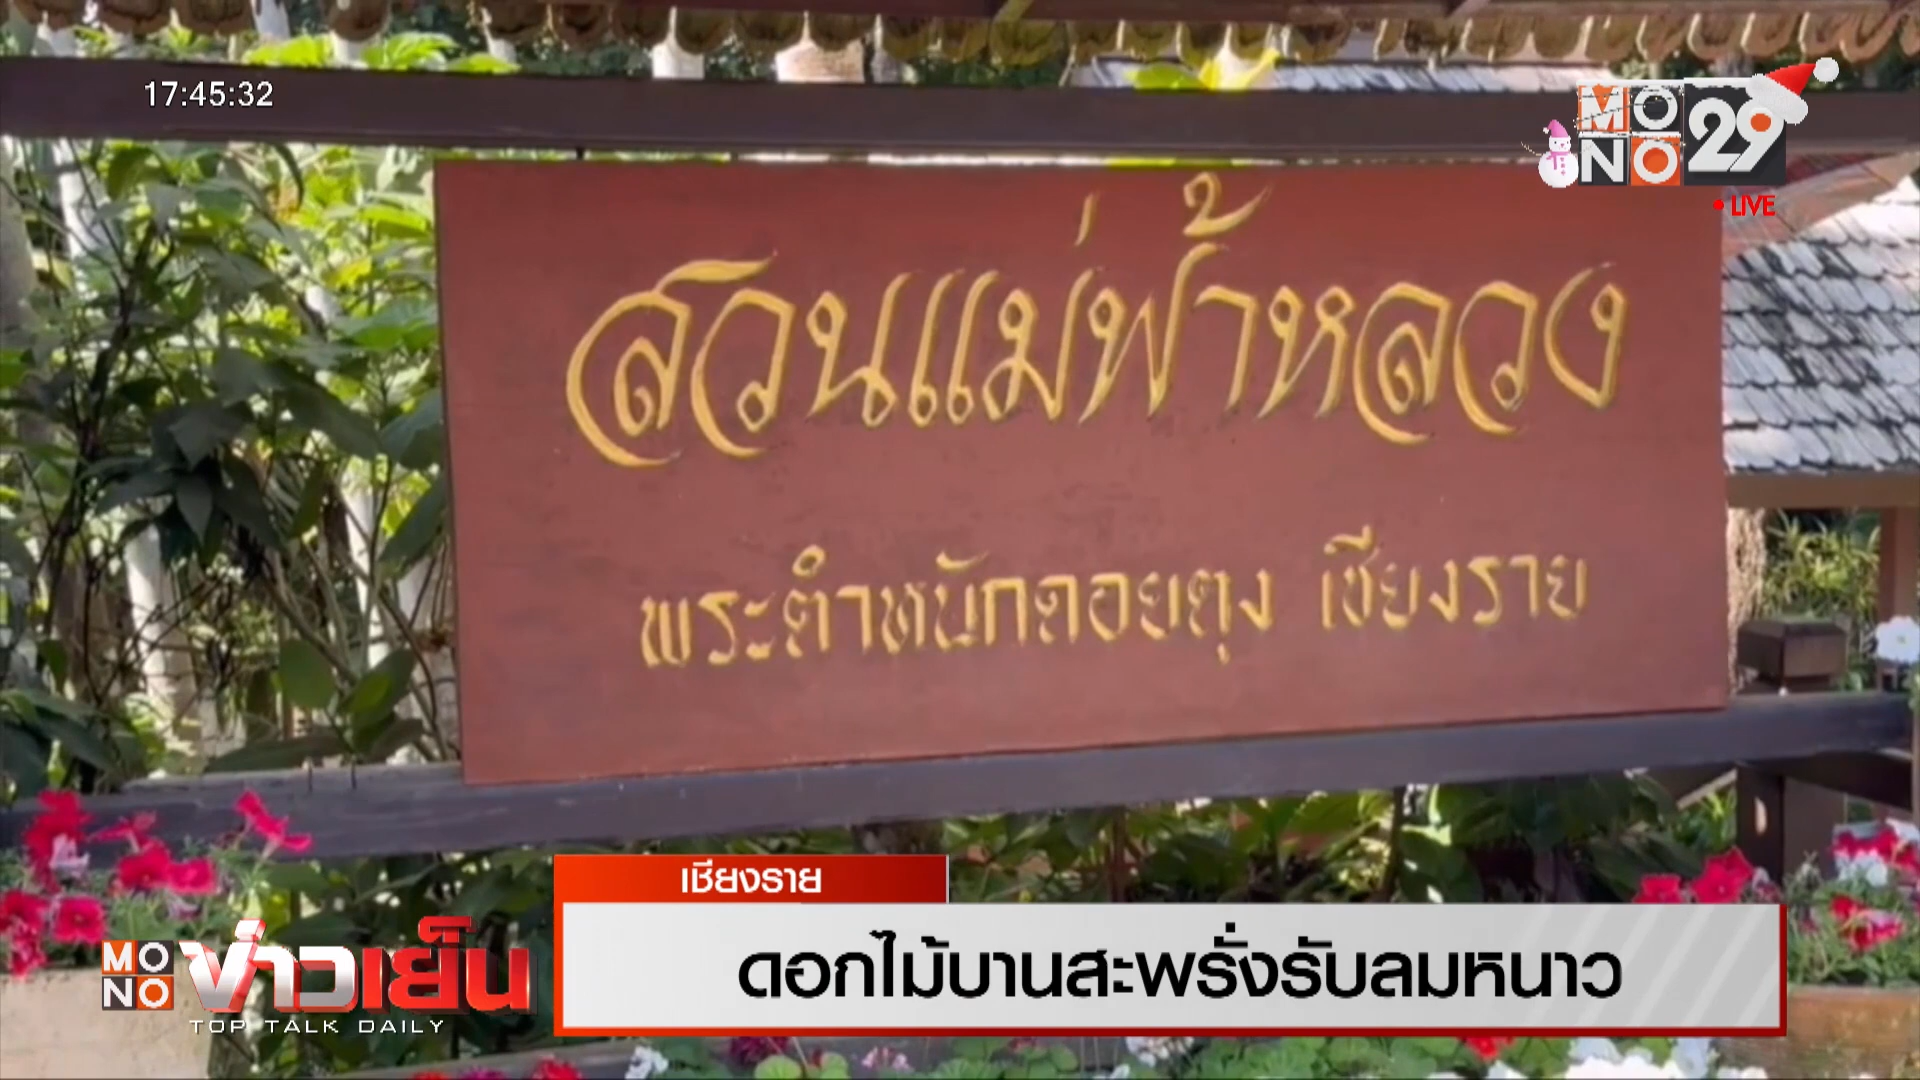 17:45:32
MONO 29
LIVE
สวนแม่ฟ้าหลวง
พระตำหนักดอยตุง เชียงราย
เชียงราย
ดอกไม้บานสะพรั่งรับลมหนาว
MONO ข่าวเย็น
TOP TALK DAILY